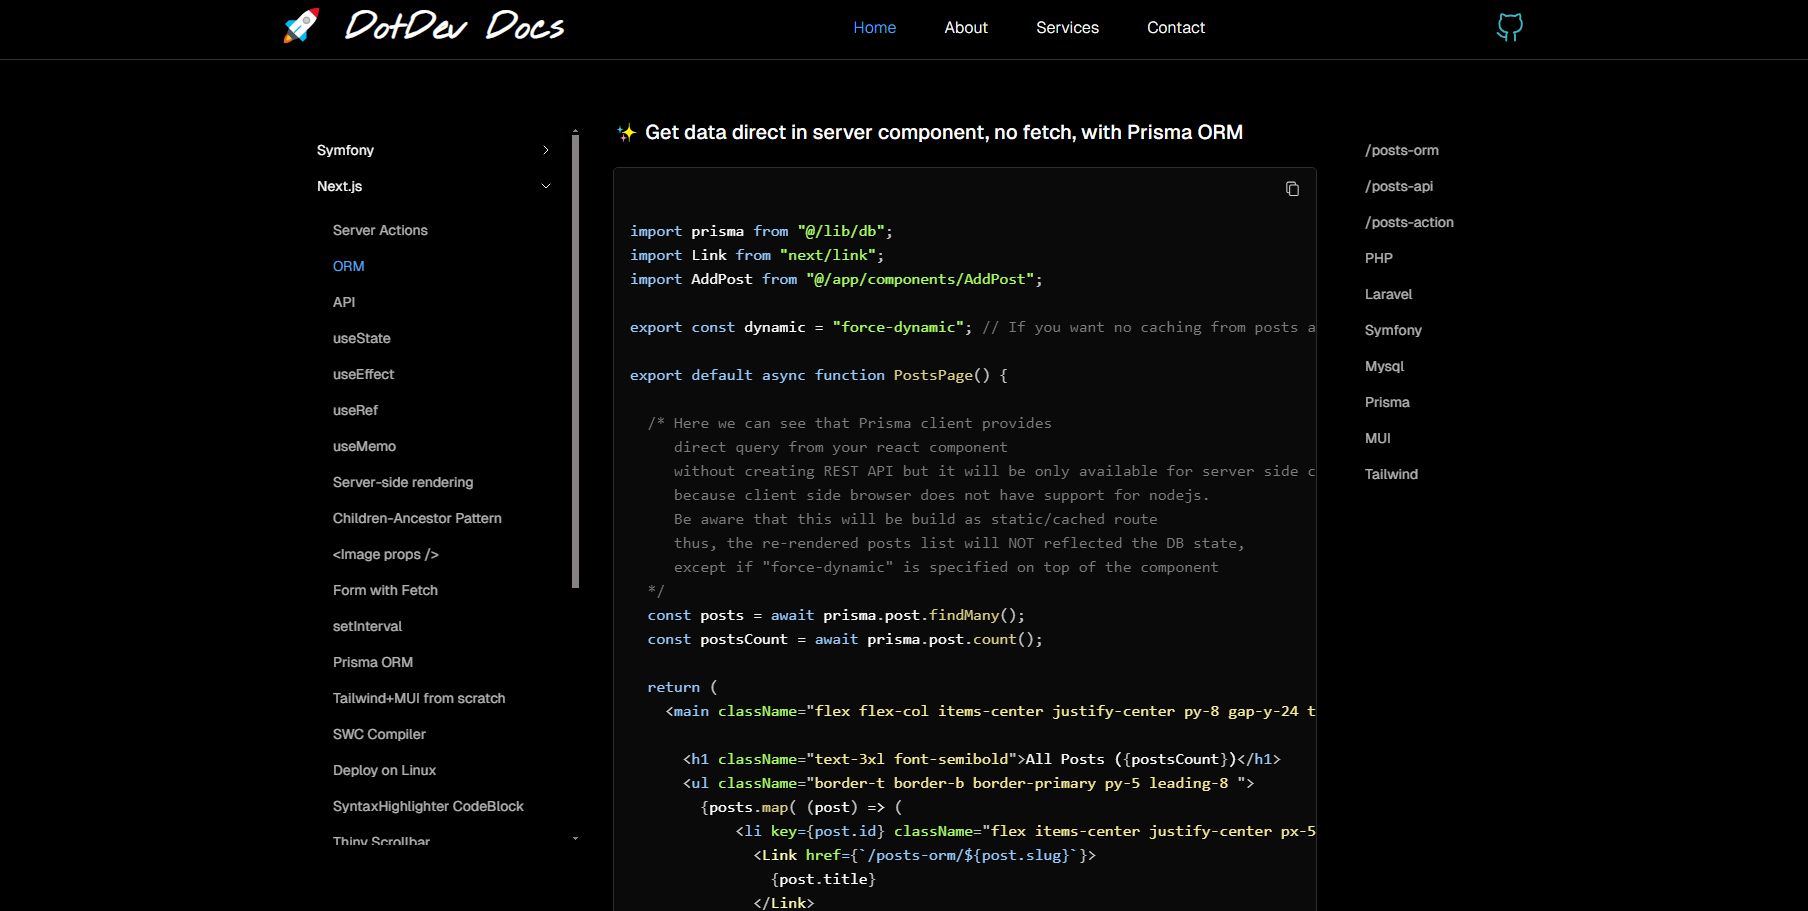 DotDev Docs
Home About Services Contact
Symfony
Next.js
Server Actions
ORM
API
useState
useEffect
useRef
useMemo
Server-side rendering
Children-Ancestor Pattern
<Image props />
Form with Fetch
setInterval
Prisma ORM
Tailwind+MUI from scratch
SWC Compiler
Deploy on Linux
SyntaxHighlighter CodeBlock
Thiny Scrollbar
✨ Get data direct in server component, no fetch, with Prisma ORM
import prisma from "@/lib/db";
import Link from "next/link";
import AddPost from "@/app/components/AddPost";
export const dynamic = "force-dynamic"; // If you want no caching from posts a
export default async function PostsPage() {
/* Here we can see that Prisma client provides
direct query from your react component
without creating REST API but it will be only available for server side c
because client side browser does not have support for nodejs.
Be aware that this will be build as static/cached route
thus, the re-rendered posts list will NOT reflected the DB state,
except if "force-dynamic" is specified on top of the component
*/
const posts = await prisma.post.findMany();
const postsCount = await prisma.post.count();
return (
<main className="flex flex-col items-center justify-center py-8 gap-y-24 t
<h1 className="text-3xl font-semibold">All Posts ({postsCount})</h1>
<ul className="border-t border-b border-primary py-5 leading-8 ">
{posts.map( (post) => (
<li key={post.id} className="flex items-center justify-center px-5
<Link href={`/posts-orm/${post.slug}`}>
{post.title}
</Link>
/posts-orm
/posts-api
/posts-action
PHP
Laravel
Symfony
Mysql
Prisma
MUI
Tailwind